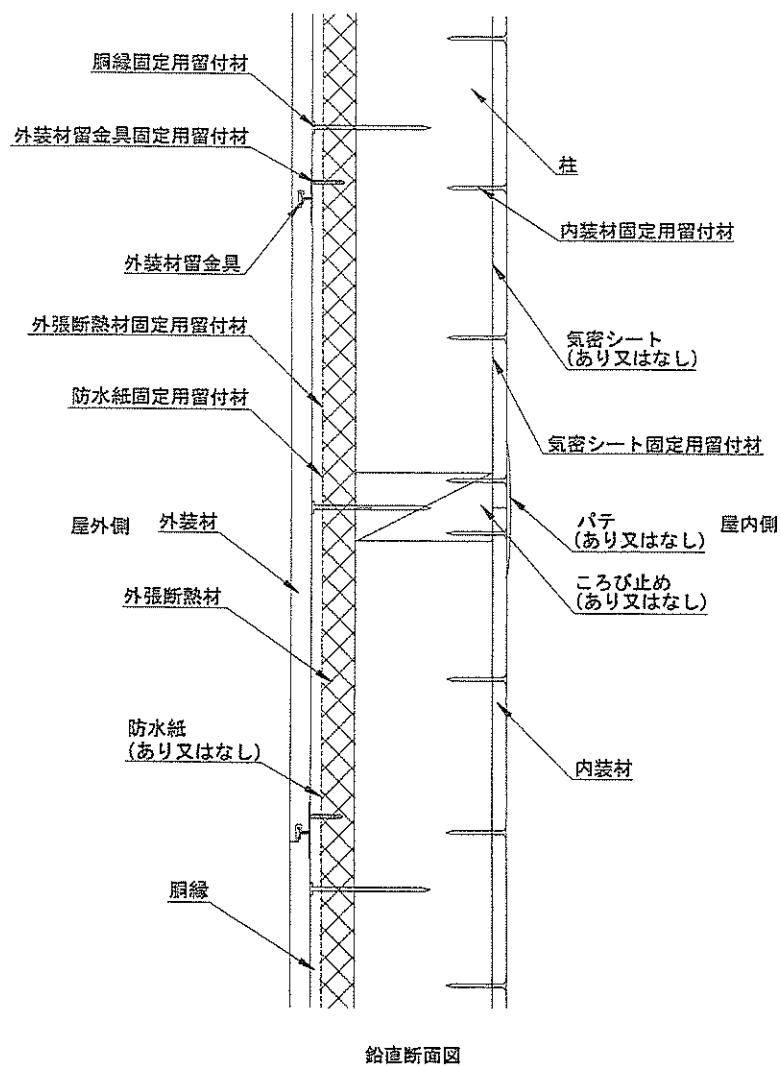 胴縁固定用留付材
外装材留金具固定用留付材
柱
内装材固定用留付材
外装材留金具
外張断熱材固定用留付材
気密シート
(あり又はなし)
防水紙固定用留付材
気密シート固定用留付材
屋外側
外装材
パテ
(あり又はなし)
屋内側
ころび止め
(あり又はなし)
外張断熱材
防水紙
(あり又はなし)
内装材
胴縁
鉛直断面図